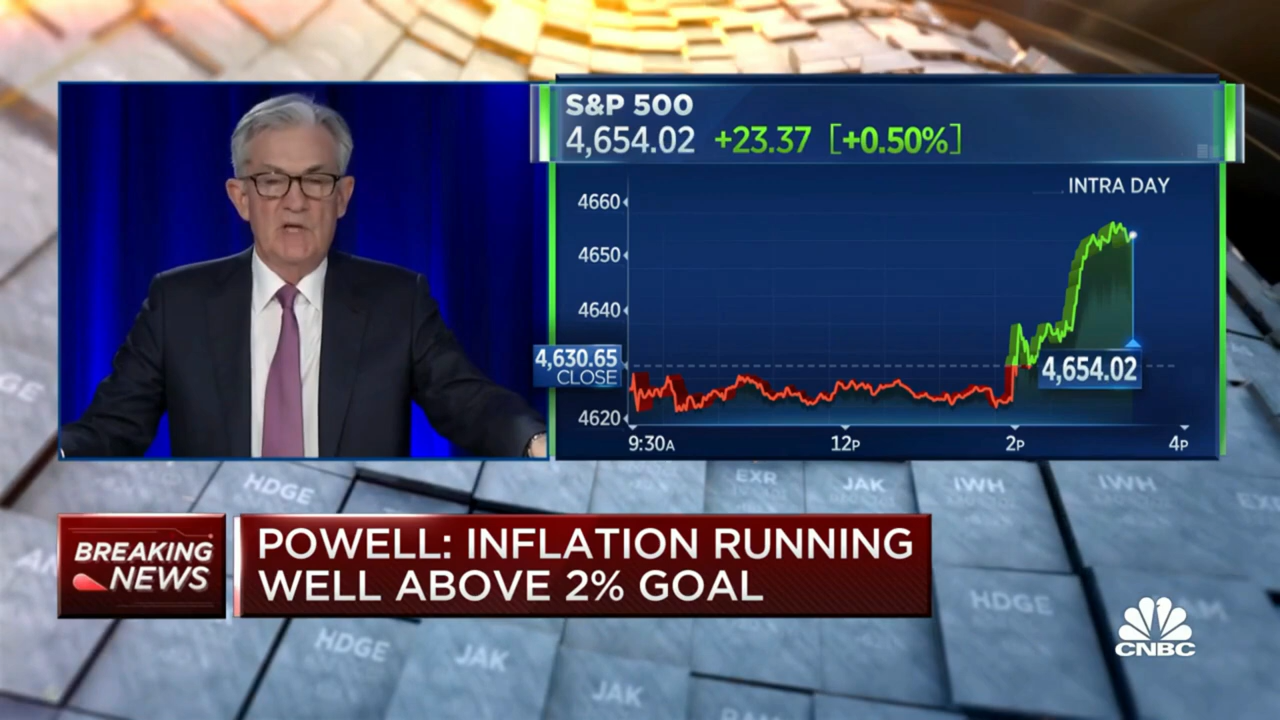 S&P 500
4,654.02 +23.37 [+0.50%]
INTRA DAY
4660
4650
4640
4,630.65
CLOSE
4620
4,654.02
9:30A 12P 2P 4P
HDGE
EXR
JAK
IWH
IWH
BREAKING
NEWS
POWELL: INFLATION RUNNING
WELL ABOVE 2% GOAL
HDGE
HDGE
JAK
JAK
CNBC